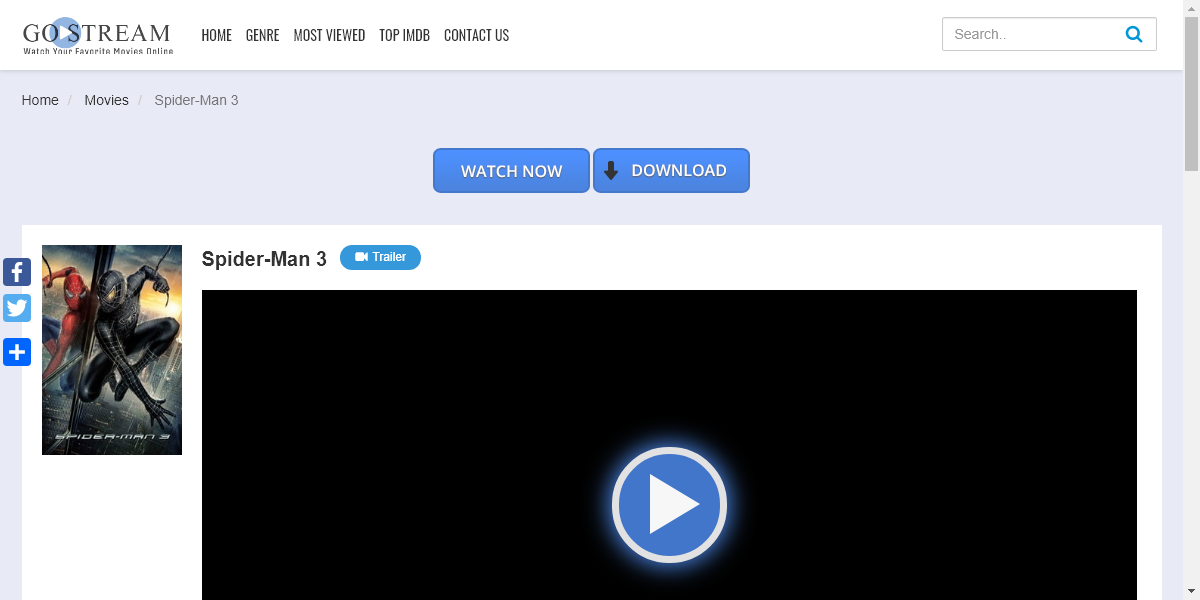 GO STREAM
Watch Your Favorite Movies Online
HOME GENRE MOST VIEWED TOP IMDB CONTACT US
Search..
Home / Movies / Spider-Man 3
WATCH NOW
DOWNLOAD
Spider-Man 3
Trailer
SPIDER-MAN 3